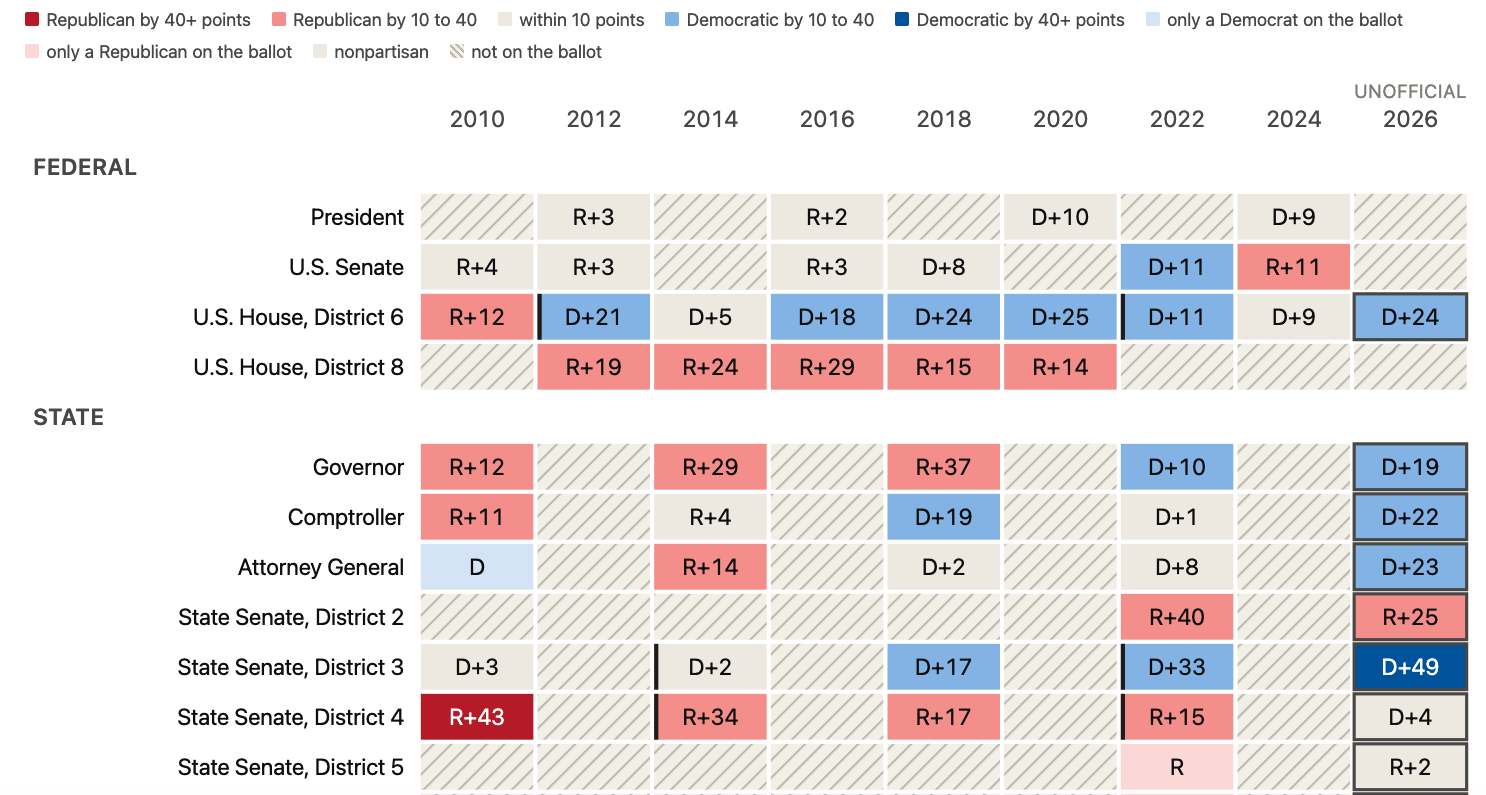 Republican by 40+ points Republican by 10 to 40 within 10 points Democratic by 10 to 40 Democratic by 40+ points only a Democrat on the ballot
only a Republican on the ballot nonpartisan not on the ballot
UNOFFICIAL
2010 2012 2014 2016 2018 2020 2022 2024 2026
FEDERAL
President R+3 R+2 D+10 D+9
U.S. Senate R+4 R+3 R+3 D+8 D+11 R+11
U.S. House, District 6 R+12 D+21 D+5 D+18 D+24 D+25 D+11 D+9 D+24
U.S. House, District 8 R+19 R+24 R+29 R+15 R+14
STATE
Governor R+12 R+29 R+37 D+10 D+19
Comptroller R+11 R+4 D+19 D+1 D+22
Attorney General D R+14 D+2 D+8 D+23
State Senate, District 2 R+40 R+25
State Senate, District 3 D+3 D+2 D+17 D+33 D+49
State Senate, District 4 R+43 R+34 R+17 R+15 D+4
State Senate, District 5 R R+2